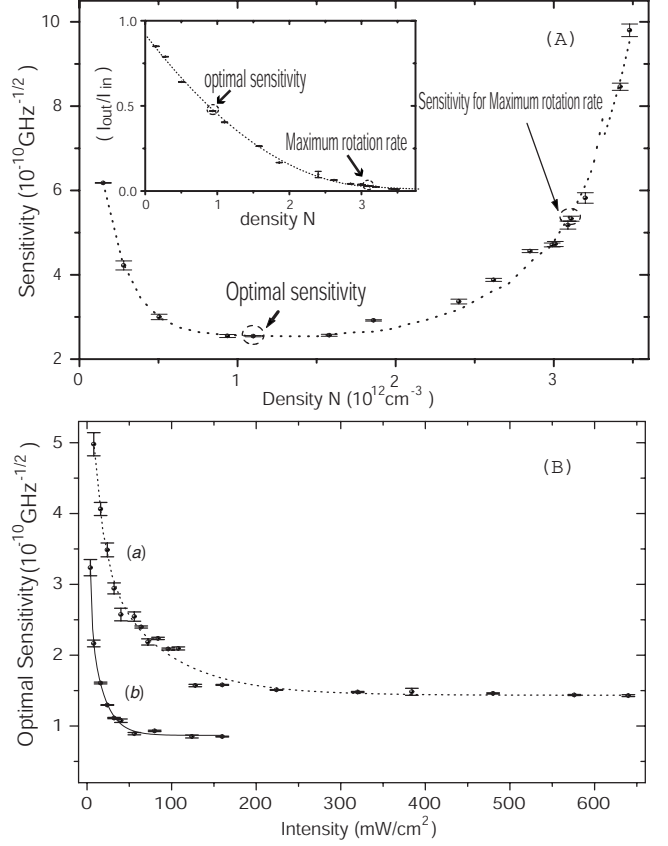 (A)
Sensitivity (10-10GHz-1/2)
10
8
6
4
2
0
1
2
3
Density N (1012cm-3)
Sensitivity for Maximum rotation rate
Optimal sensitivity
( Iout/Iin )
1.0
0.5
0.0
0
1
2
3
density N
optimal sensitivity
Maximum rotation rate
(B)
Optimal Sensitivity(10-10GHz-1/2)
5
4
3
2
1
(a)
(b)
0
100
200
300
400
500
600
Intensity (mW/cm2)